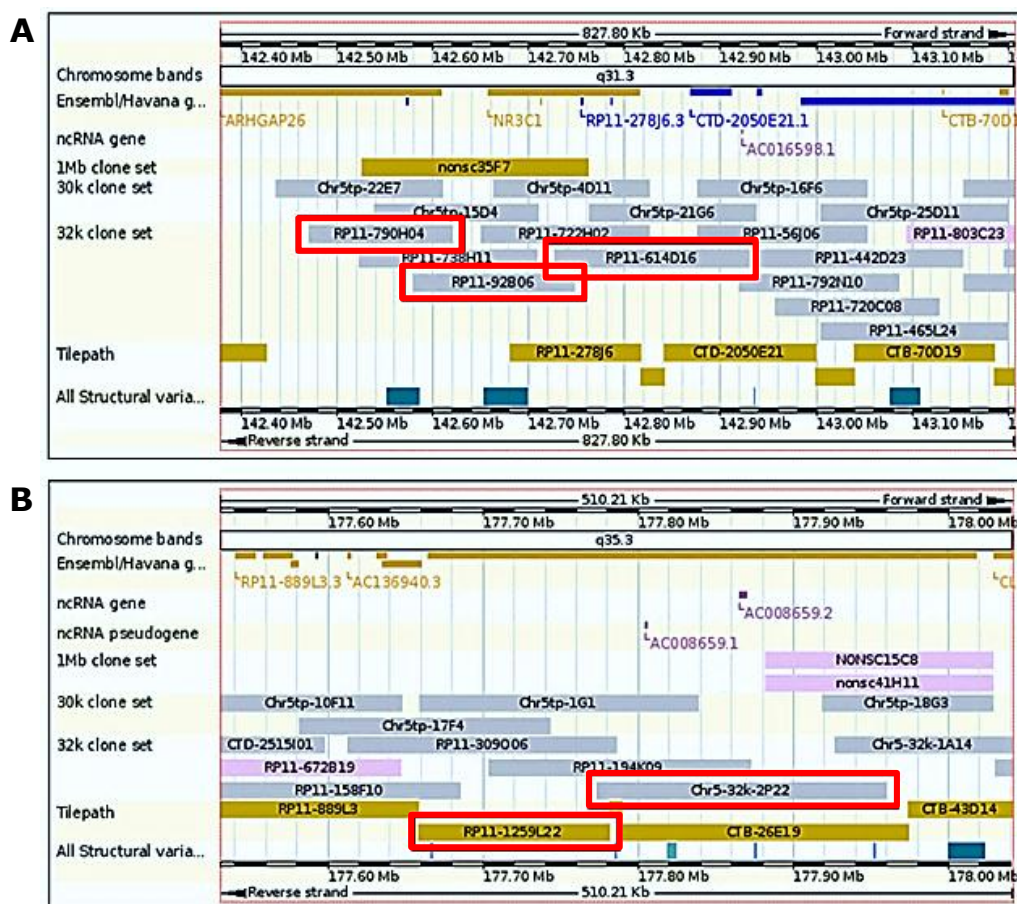 A
827.80 Kb Forward strand
142.40 Mb 142.50 Mb 142.60 Mb 142.70 Mb 142.80 Mb 142.90 Mb 143.00 Mb 143.10 Mb
Chromosome bands q31.3
Ensembl/Havana g...
ARHGAP26 NR3C1 RP11-278J6.3 CTD-2050E21.1 CTB-70D1
ncRNA gene
AC016598.1
1Mb clone set nonsc35F7
30k clone set Chr5tp-22E7 Chr5tp-4D11 Chr5tp-16F6
Chr5tp-15D4 Chr5tp-21G6 Chr5tp-25D11
32k clone set RP11-790H04 RP11-722H02 RP11-56J06 RP11-803C23
RP11-738H11 RP11-614D16 RP11-442D23
RP11-92B06 RP11-792N10
RP11-720C08
RP11-465L24
Tilepath RP11-278J6 CTD-2050E21 CTB-70D19
All Structural varia...
142.40 Mb 142.50 Mb 142.60 Mb 142.70 Mb 142.80 Mb 142.90 Mb 143.00 Mb 143.10 Mb
Reverse strand 827.80 Kb
B
510.21 Kb Forward strand
177.60 Mb 177.70 Mb 177.80 Mb 177.90 Mb 178.00 Mb
Chromosome bands q35.3
Ensembl/Havana g...
RP11-889L3.3 AC136940.3
ncRNA gene
AC008659.2
ncRNA pseudogene
AC008659.1
1Mb clone set NONSC15C8
nonsc41H11
30k clone set Chr5tp-10F11 Chr5tp-1G1 Chr5tp-18G3
Chr5tp-17F4
32k clone set CTD-2515I01 RP11-309O06 Chr5-32k-1A14
RP11-672B19 RP11-194K09
RP11-158F10 Chr5-32k-2P22
Tilepath RP11-889L3 CTB-43D14
RP11-1259L22 CTB-26E19
All Structural varia...
177.60 Mb 177.70 Mb 177.80 Mb 177.90 Mb 178.00 Mb
Reverse strand 510.21 Kb